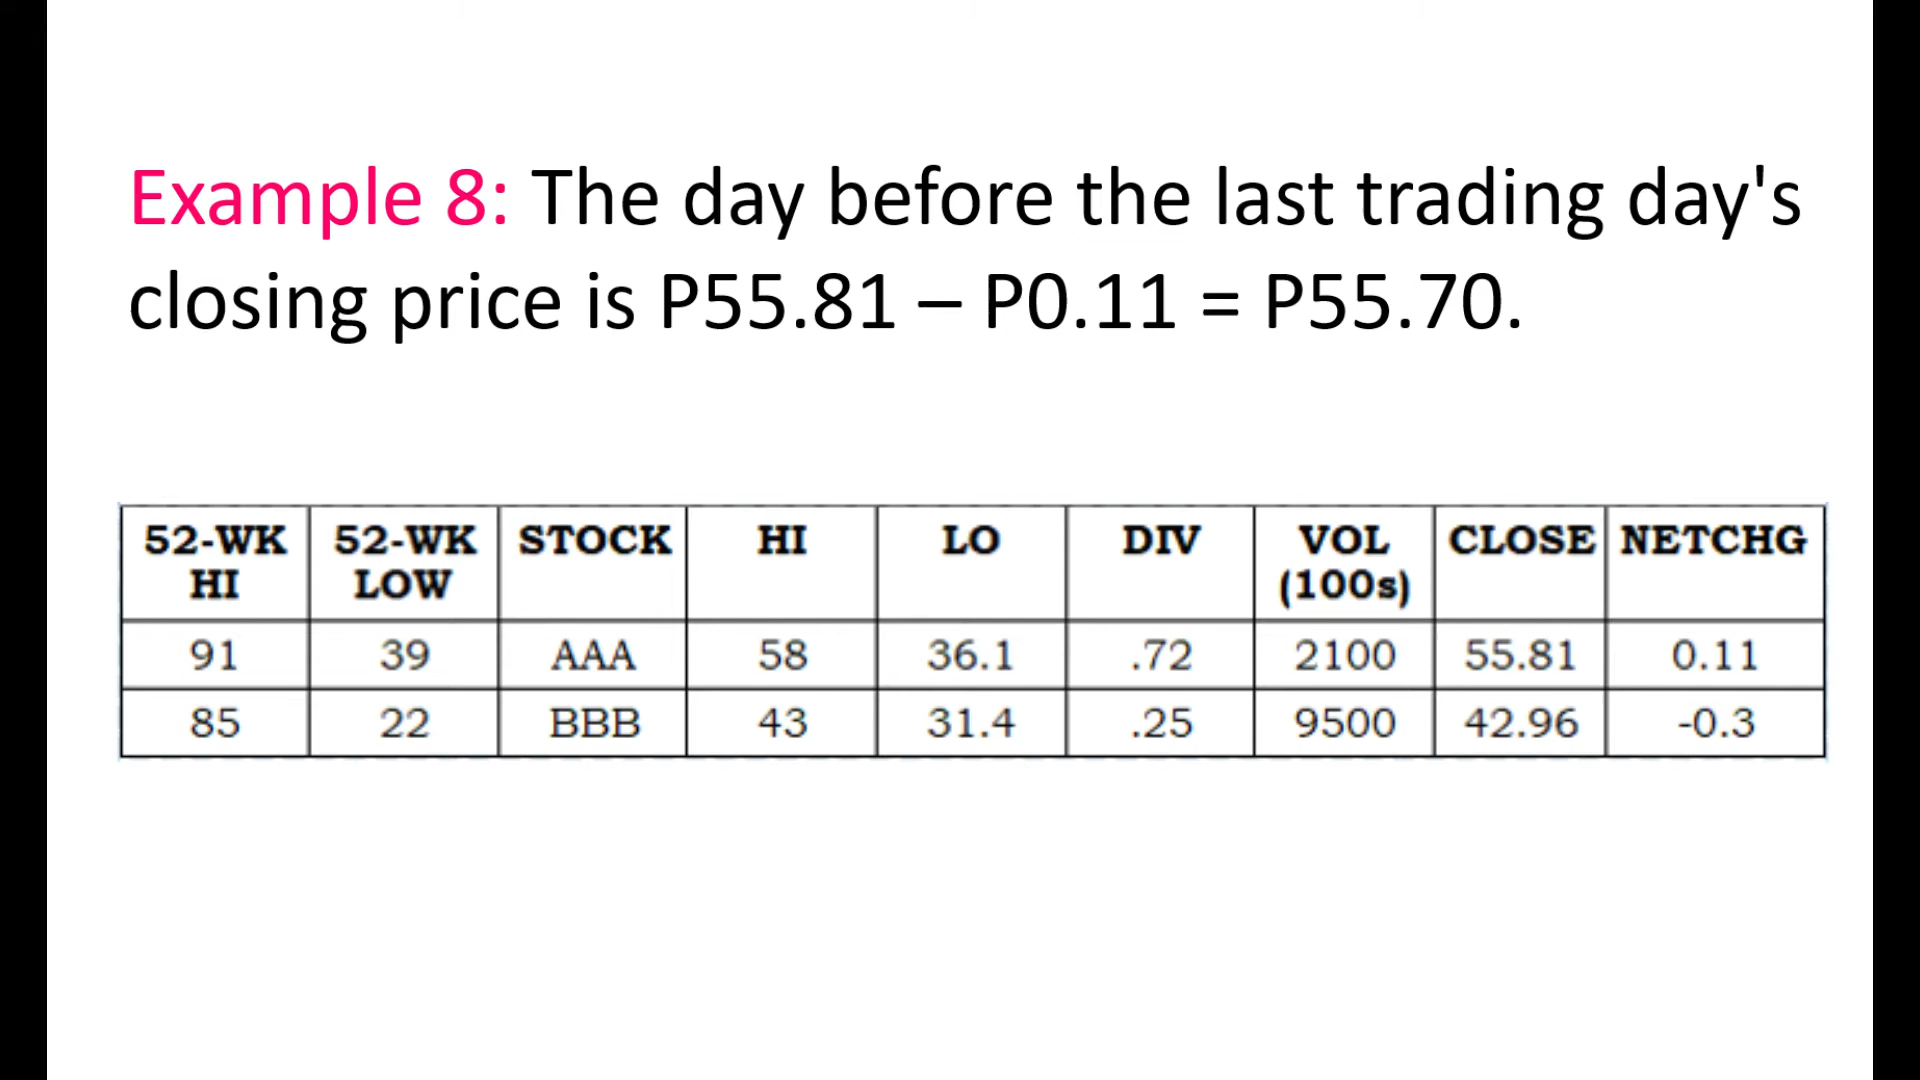 Example 8: The day before the last trading day's
closing price is P55.81 – P0.11 = P55.70.
52-WK HI 52-WK LOW STOCK HI LO DIV VOL (100s) CLOSE NETCHG
91 39 AAA 58 36.1 .72 2100 55.81 0.11
85 22 BBB 43 31.4 .25 9500 42.96 -0.3